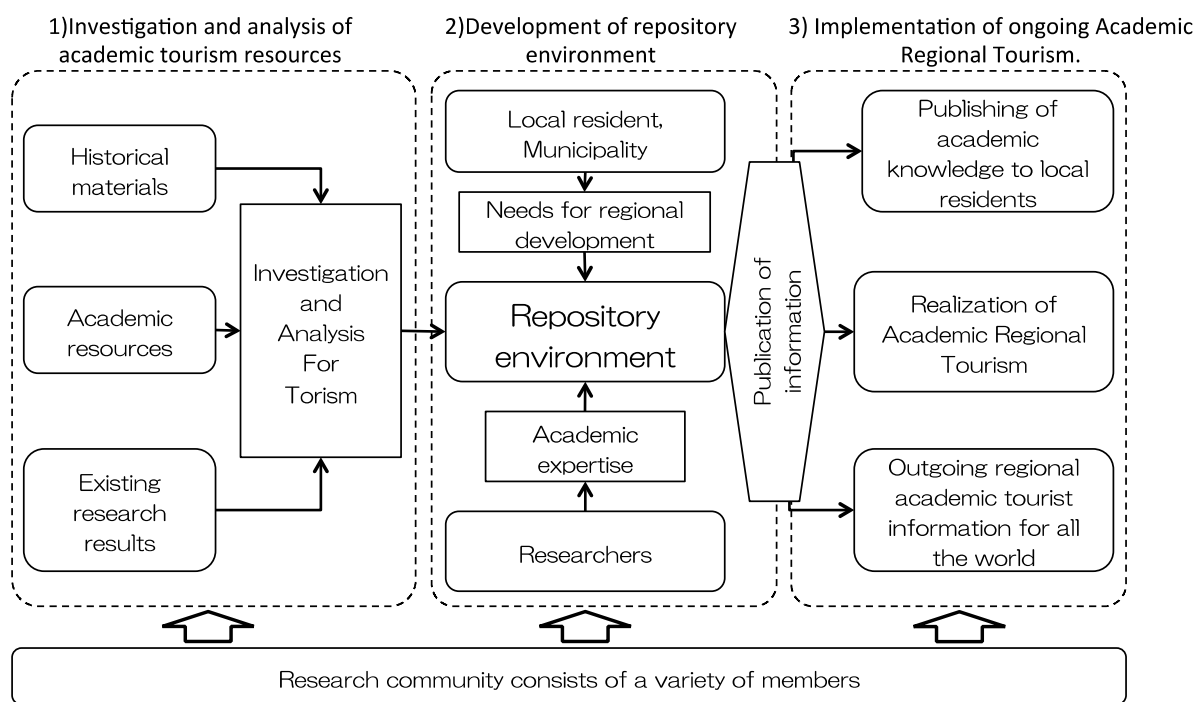 1)Investigation and analysis of
academic tourism resources
2)Development of repository
environment
3) Implementation of ongoing Academic
Regional Tourism.
Historical
materials
Academic
resources
Existing
research
results
Investigation
and
Analysis
For
Torism
Local resident,
Municipality
Needs for regional
development
Repository
environment
Academic
expertise
Researchers
Publication of
information
Publishing of
academic
knowledge to local
residents
Realization of
Academic Regional
Tourism
Outgoing regional
academic tourist
information for all
the world
Research community consists of a variety of members